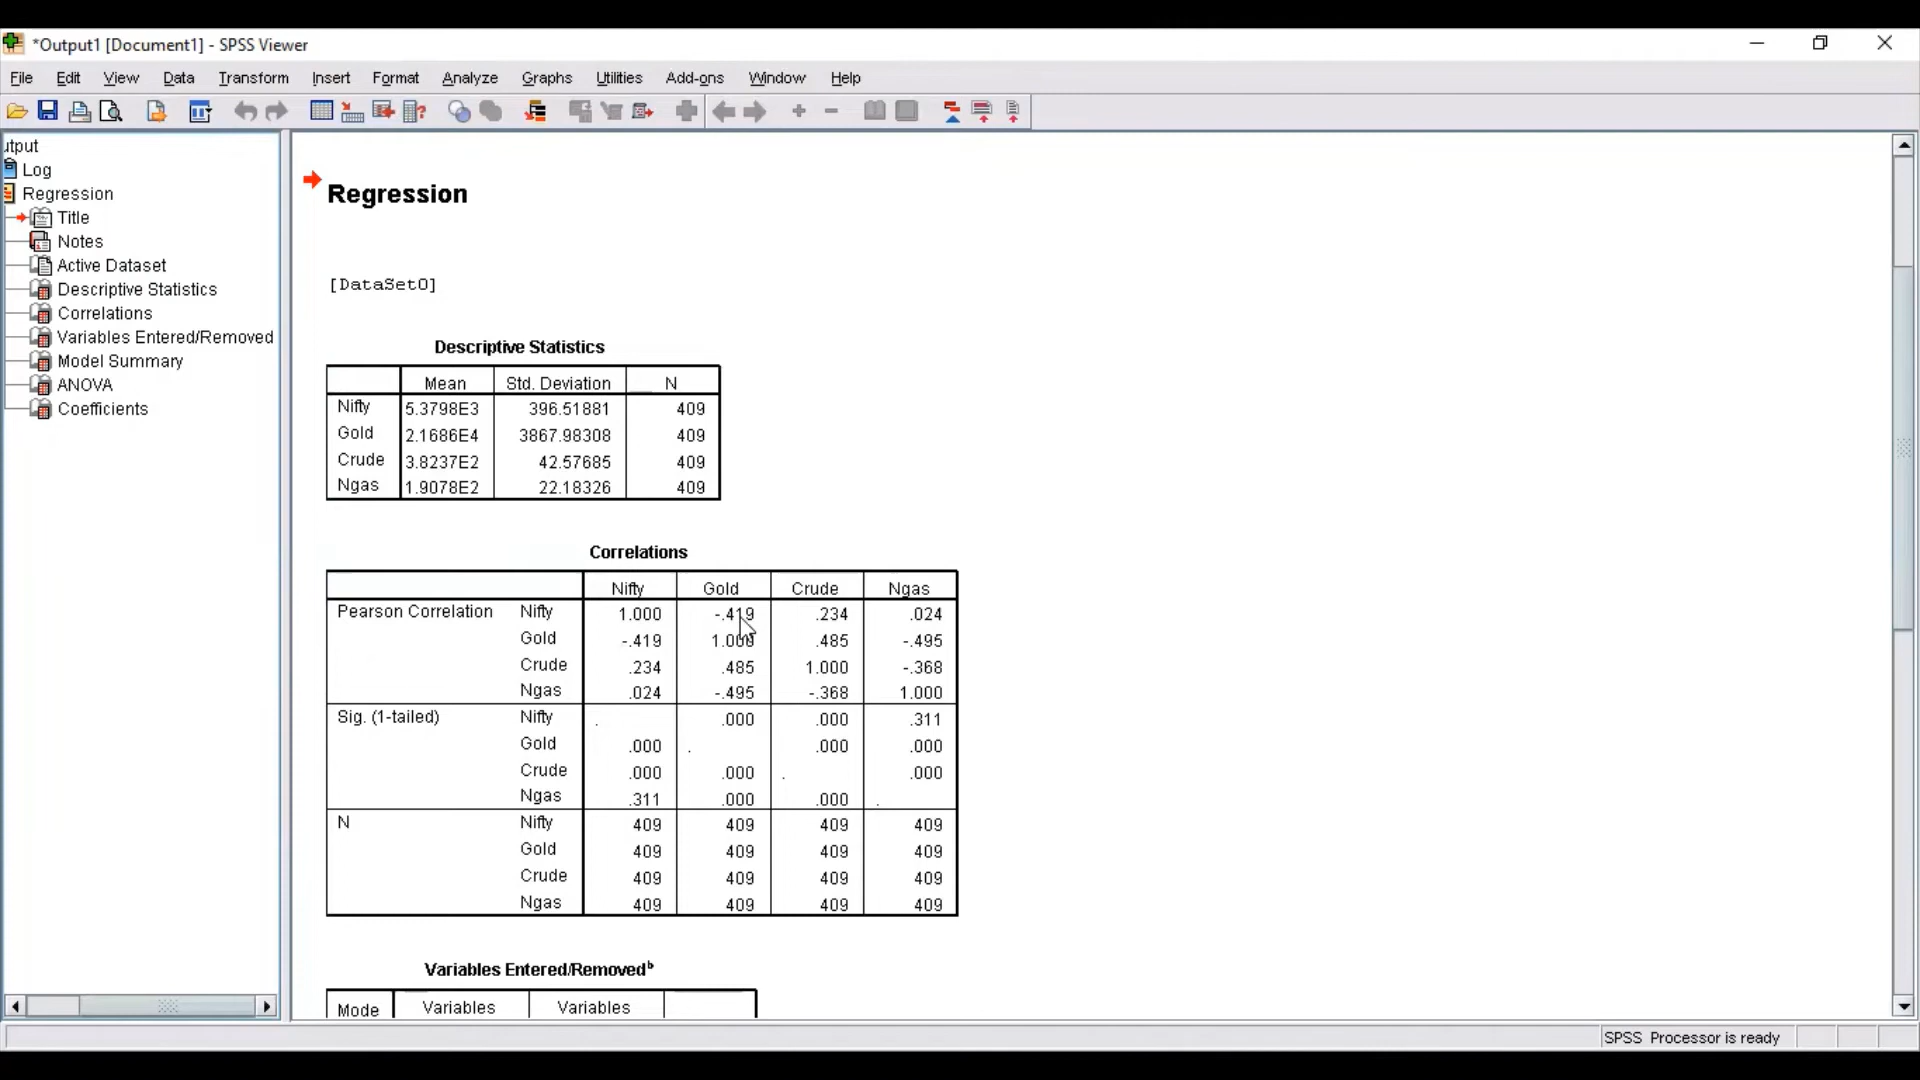 *Output1 [Document1] - SPSS Viewer
File Edit View Data Transform Insert Format Analyze Graphs Utilities Add-ons Window Help
utput
Log
Regression
Title
Notes
Active Dataset
Descriptive Statistics
Correlations
Variables Entered/Removed
Model Summary
ANOVA
Coefficients
Regression
[DataSet0]
Descriptive Statistics
Mean Std. Deviation N
Nifty 5.3798E3 396.51881 409
Gold 2.1686E4 3867.98308 409
Crude 3.8237E2 42.57685 409
Ngas 1.9078E2 22.18326 409
Correlations
Nifty Gold Crude Ngas
Pearson Correlation Nifty 1.000 -.419 .234 .024
Gold -.419 1.000 .485 -.495
Crude .234 .485 1.000 -.368
Ngas .024 -.495 -.368 1.000
Sig. (1-tailed) Nifty . .000 .000 .311
Gold .000 . .000 .000
Crude .000 .000 . .000
Ngas .311 .000 .000 .
N Nifty 409 409 409 409
Gold 409 409 409 409
Crude 409 409 409 409
Ngas 409 409 409 409
Variables Entered/Removedᵇ
Mode Variables Variables
SPSS Processor is ready